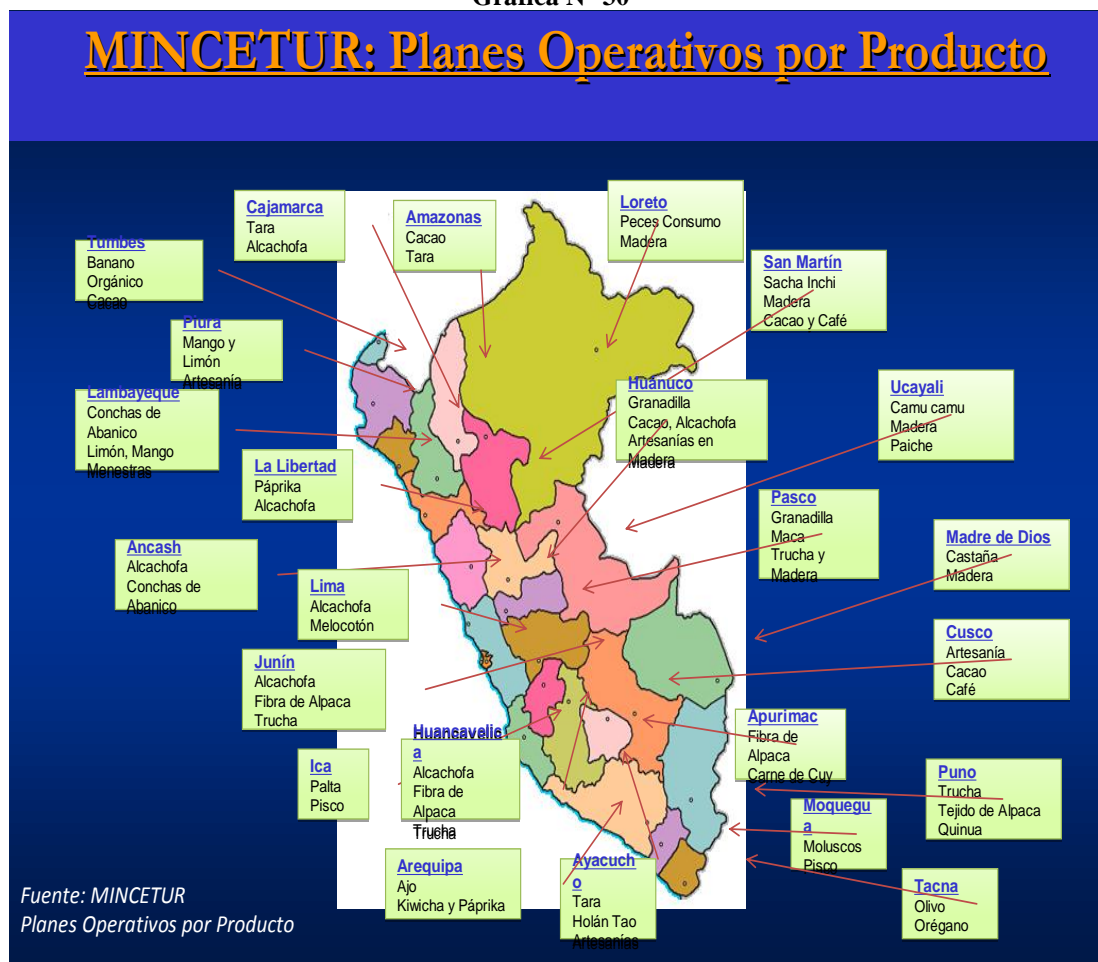 Gráfica N° 30
MINCETUR: Planes Operativos por Producto
Cajamarca
Tara
Alcachofa
Amazonas
Cacao
Tara
Loreto
Peces Consumo
Madera
Tumbes
Banano
Orgánico
Cacao
San Martín
Sacha Inchi
Madera
Cacao y Café
Piura
Mango y
Limón
Artesanía
Lambayeque
Conchas de
Abanico
Limón, Mango
Menestras
Huánuco
Granadilla
Cacao, Alcachofa
Artesanías en
Madera
Ucayali
Camu camu
Madera
Paiche
La Libertad
Páprika
Alcachofa
Pasco
Granadilla
Maca
Trucha y
Madera
Ancash
Alcachofa
Conchas de
Abanico
Madre de Dios
Castaña
Madera
Lima
Alcachofa
Melocotón
Cusco
Artesanía
Cacao
Café
Junín
Alcachofa
Fibra de Alpaca
Trucha
Huancavelic
a
Alcachofa
Fibra de
Alpaca
Trucha
Apurimac
Fibra de
Alpaca
Carne de Cuy
Ica
Palta
Pisco
Puno
Trucha
Tejido de Alpaca
Quinua
Moquegu
a
Moluscos
Pisco
Arequipa
Ajo
Kiwicha y Páprika
Ayacuch
o
Tara
Holán Tao
Artesanías
Tacna
Olivo
Orégano
Fuente: MINCETUR
Planes Operativos por Producto